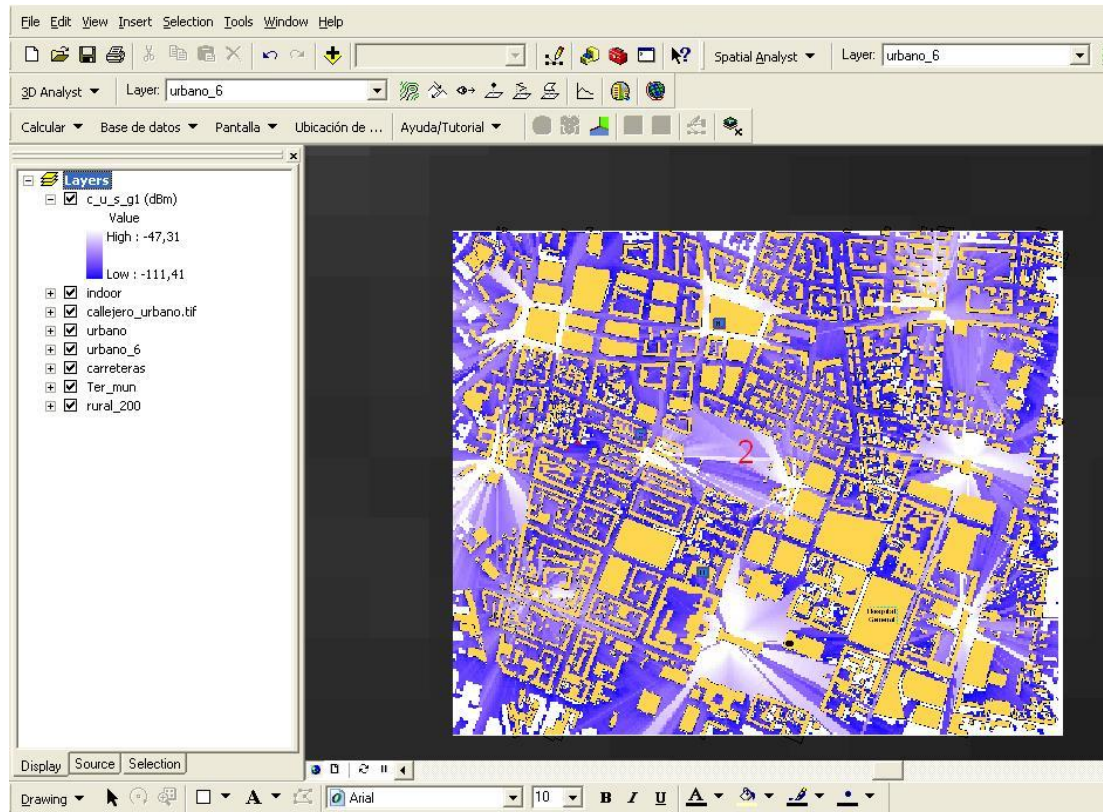 File Edit View Insert Selection Tools Window Help
Spatial Analyst Layer: urbano_6
3D Analyst Layer: urbano_6
Calcular Base de datos Pantalla Ubicación de ... Ayuda/Tutorial
Layers
c_u_s_g1 (dBm)
Value
High : -47,31
Low : -111,41
indoor
callejero_urbano.tif
urbano
urbano_6
carreteras
Ter_mun
rural_200
2
Hospital
General
Display Source Selection
Drawing A Arial 10 B I U A